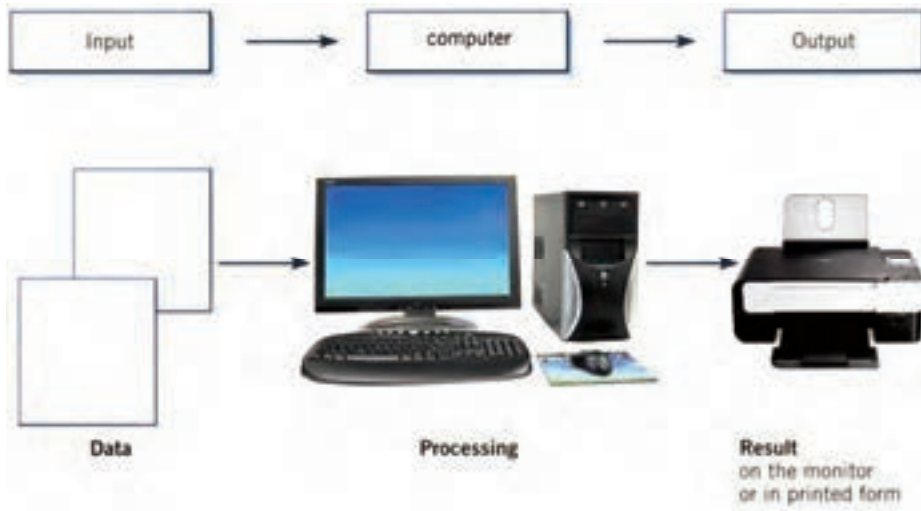 Input
computer
Output
Data
Processing
Result
on the monitor
or in printed form